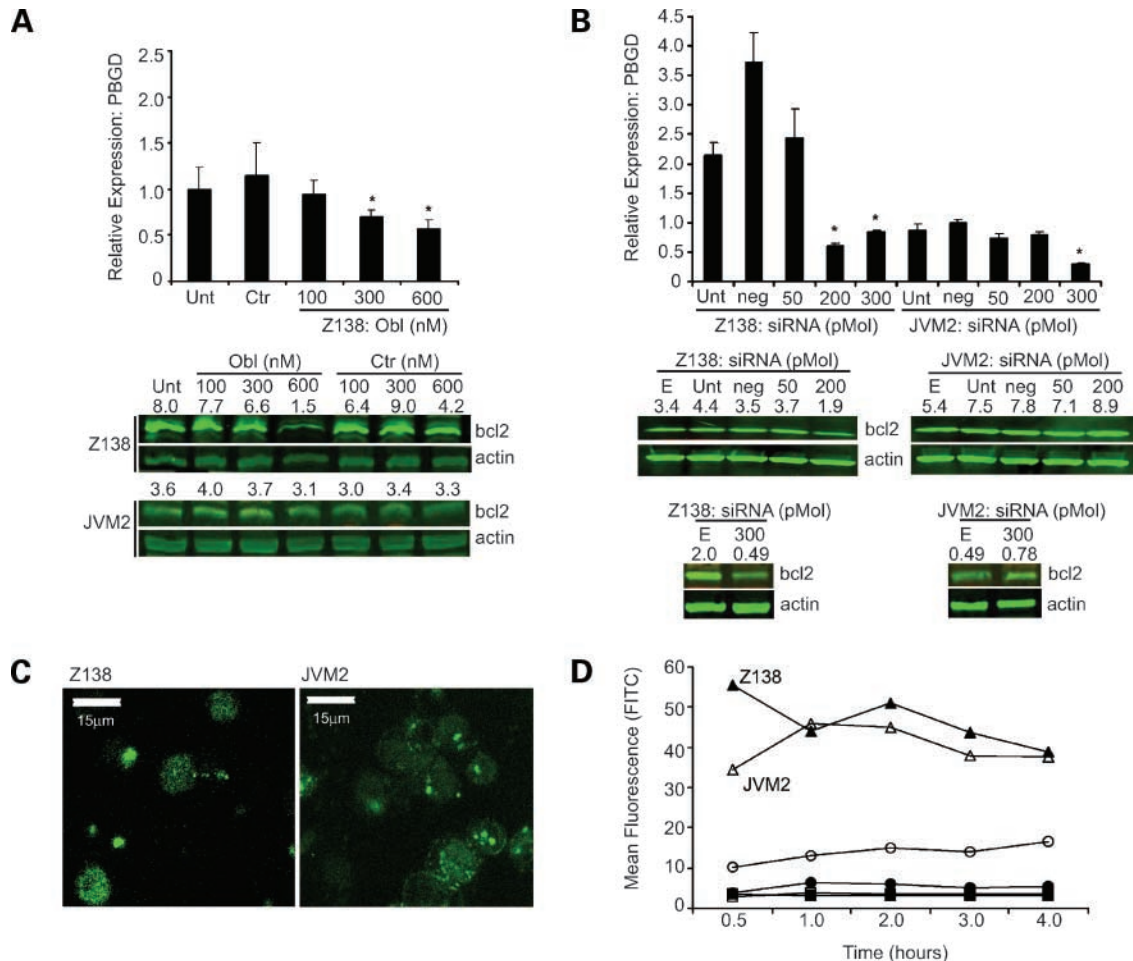 A
Relative Expression: PBGD
2.5
2.0
1.5
1.0
0.5
0
* *
Unt Ctr 100 300 600
Z138: Obl (nM)
Obl (nM) Ctr (nM)
Unt 100 300 600 100 300 600
8.0 7.7 6.6 1.5 6.4 9.0 4.2
Z138
bcl2
actin
3.6 4.0 3.7 3.1 3.0 3.4 3.3
JVM2
bcl2
actin
B
Relative Expression: PBGD
4.5
4.0
3.5
3.0
2.5
2.0
1.5
1.0
0.5
0
* * *
Unt neg 50 200 300 Unt neg 50 200 300
Z138: siRNA (pMol) JVM2: siRNA (pMol)
Z138: siRNA (pMol)
E Unt neg 50 200
3.4 4.4 3.5 3.7 1.9
bcl2
actin
JVM2: siRNA (pMol)
E Unt neg 50 200
5.4 7.5 7.8 7.1 8.9
Z138: siRNA (pMol)
E 300
2.0 0.49
bcl2
actin
JVM2: siRNA (pMol)
E 300
0.49 0.78
bcl2
actin
C
Z138
15μm
JVM2
15μm
D
Mean Fluorescence (FITC)
60
50
40
30
20
10
0
Z138
JVM2
0.5 1.0 2.0 3.0 4.0
Time (hours)